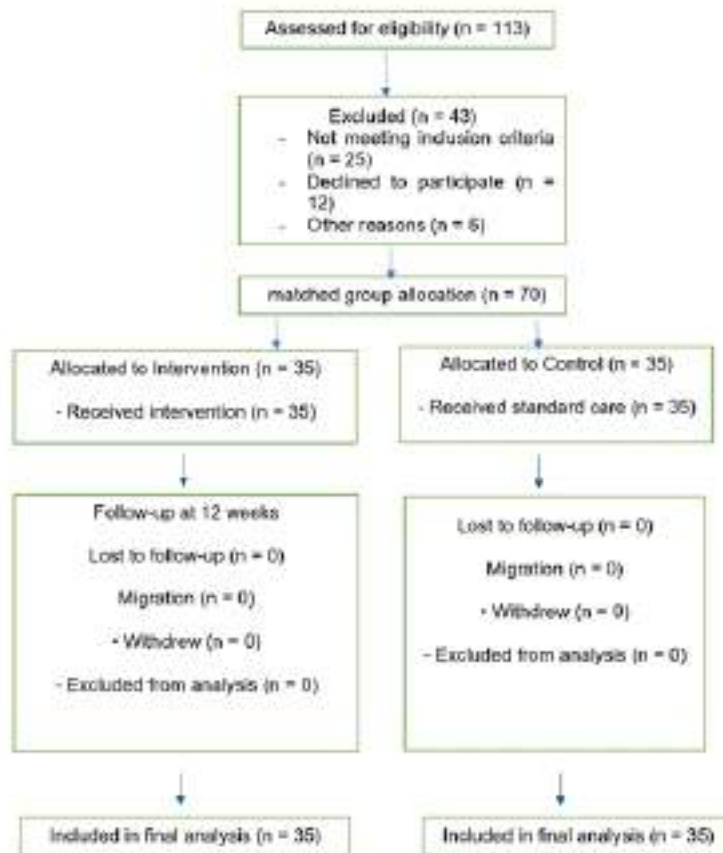 Assessed for eligibility (n = 113)
Excluded (n = 43)
- Not meeting inclusion criteria
(n = 25)
- Declined to participate (n =
12)
- Other reasons (n = 6)
matched group allocation (n = 70)
Allocated to Intervention (n = 35)
- Received intervention (n = 35)
Allocated to Control (n = 35)
- Received standard care (n = 35)
Follow-up at 12 weeks
Lost to follow-up (n = 0)
Migration (n = 0)
• Withdrew (n = 0)
- Excluded from analysis (n = 0)
Lost to follow-up (n = 0)
Migration (n = 0)
• Withdrew (n = 0)
- Excluded from analysis (n = 0)
Included in final analysis (n = 35)
Included in final analysis (n = 35)